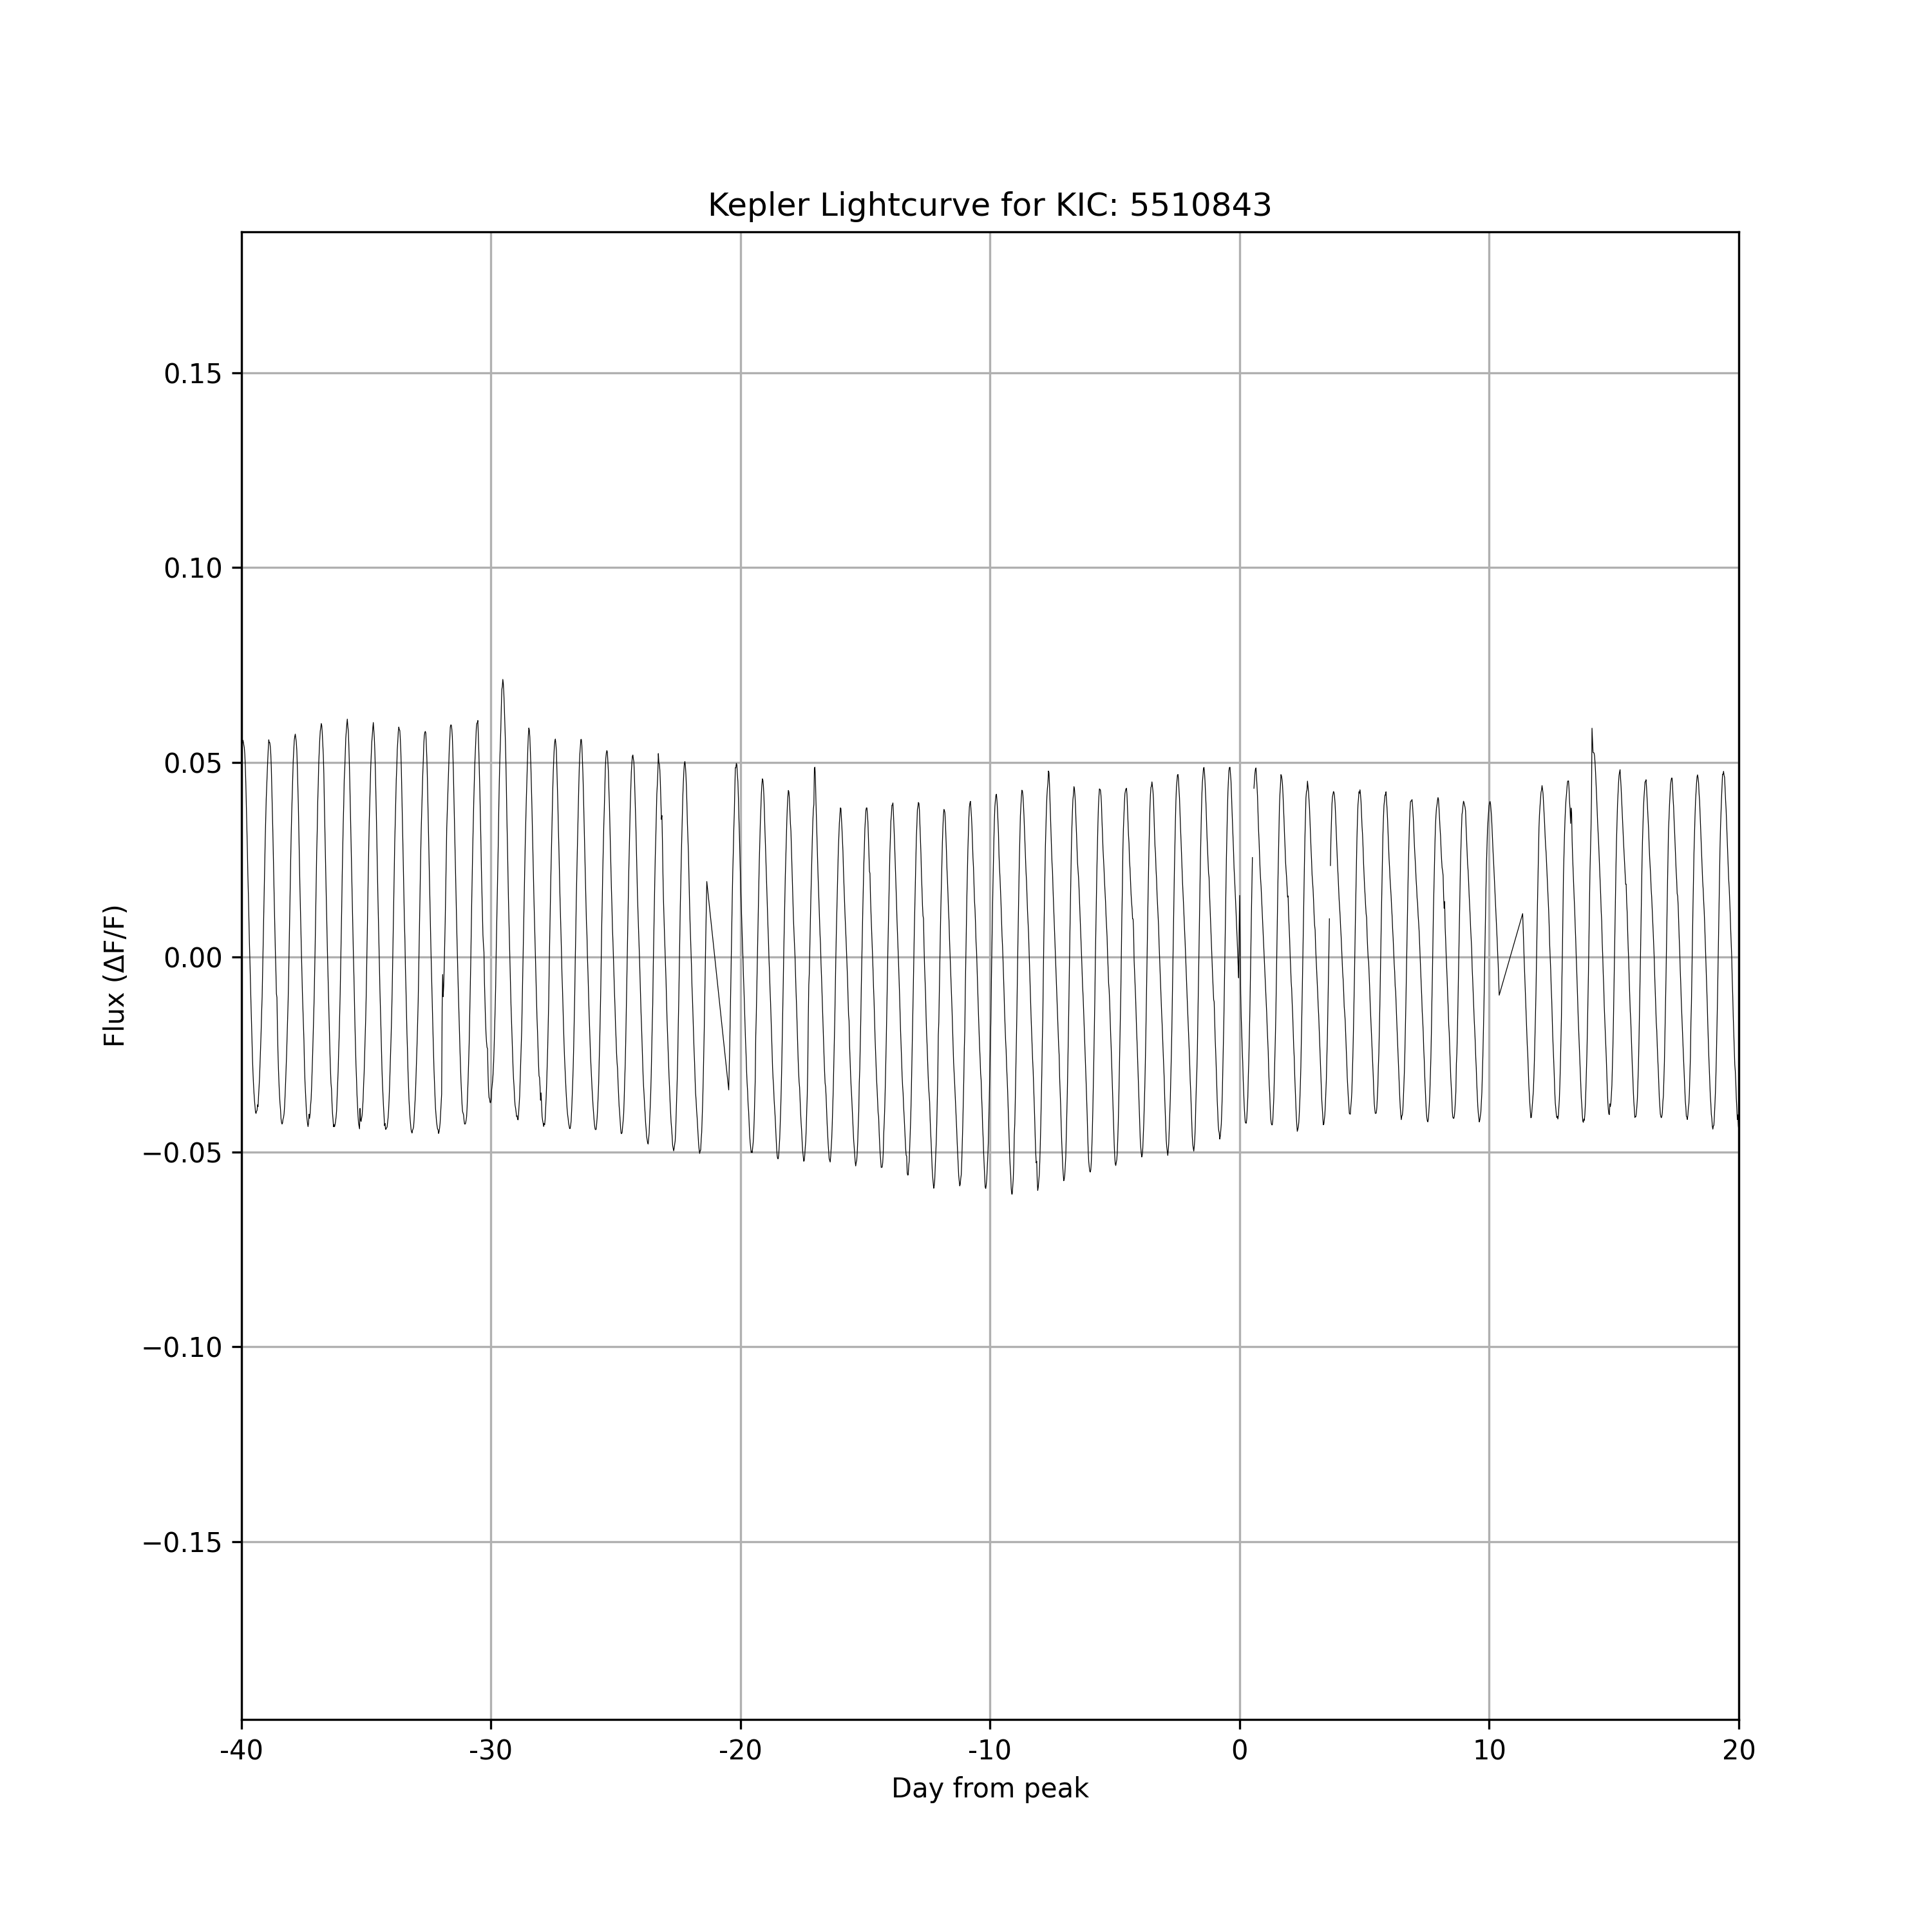 Kepler Lightcurve for KIC: 5510843
0.15
0.10
0.05
0.00
−0.05
−0.10
−0.15
Flux (ΔF/F)
-40 -30 -20 -10 0 10 20
Day from peak